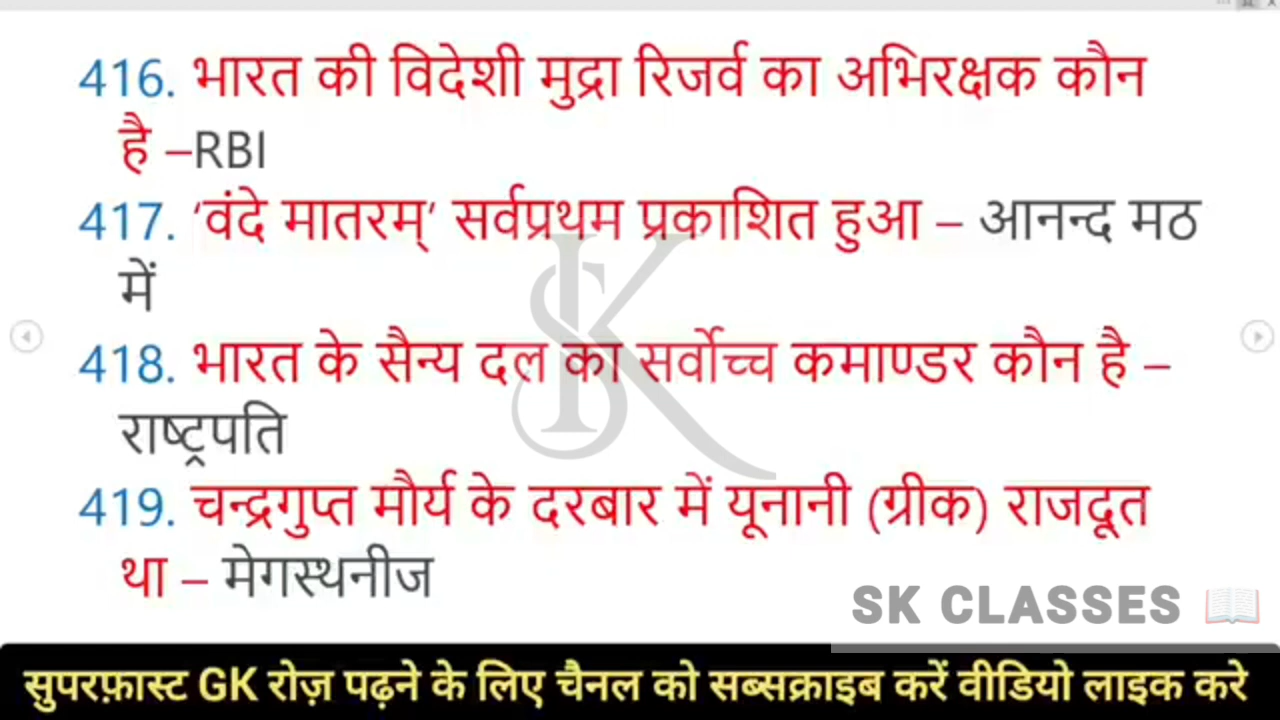 416. भारत की विदेशी मुद्रा रिजर्व का अभिरक्षक कौन
है –RBI
417. ‘वंदे मातरम्‘ सर्वप्रथम प्रकाशित हुआ – आनन्द मठ
में
418. भारत के सैन्य दल का सर्वोच्च कमाण्डर कौन है –
राष्ट्रपति
419. चन्द्रगुप्त मौर्य के दरबार में यूनानी (ग्रीक) राजदूत
था – मेगस्थनीज
SK
SK CLASSES
सुपरफ़ास्ट GK रोज़ पढ़ने के लिए चैनल को सब्सक्राइब करें वीडियो लाइक करे